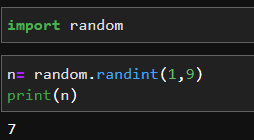 import random
n= random.randint(1,9)
print(n)
7